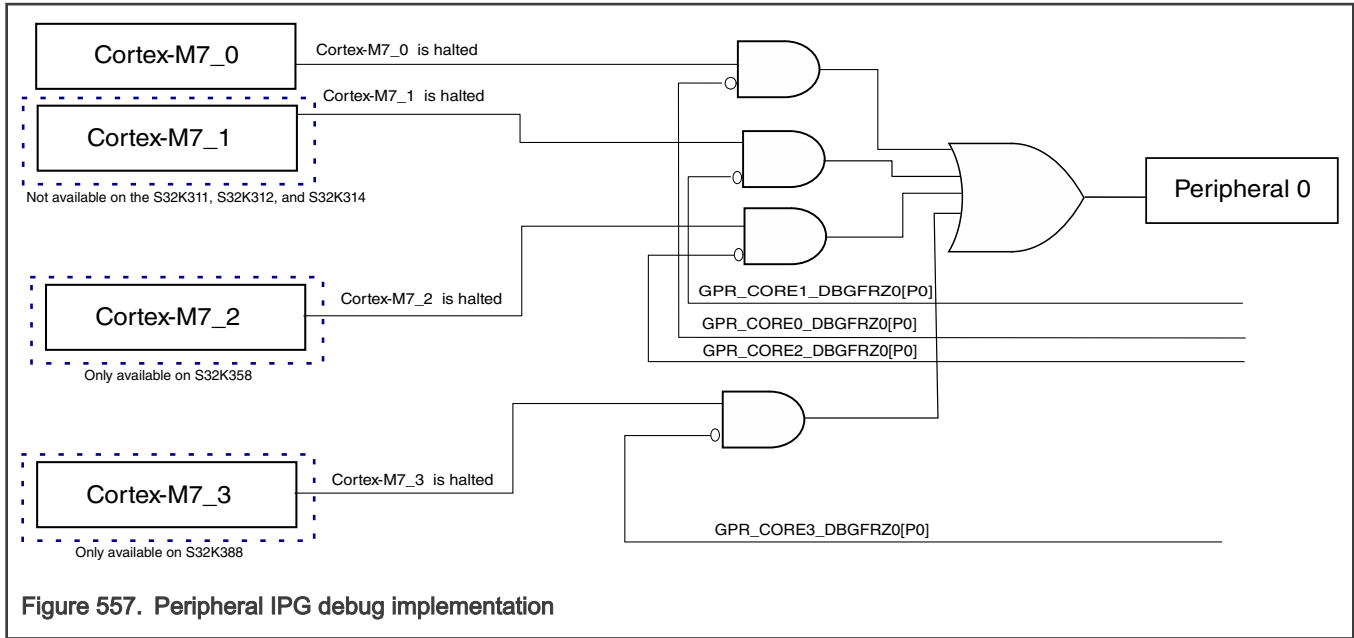 Cortex-M7_0
Cortex-M7_0 is halted
Cortex-M7_1 is halted
Cortex-M7_1
Not available on the S32K311, S32K312, and S32K314
Peripheral 0
Cortex-M7_2 is halted
Cortex-M7_2
Only available on S32K358
GPR_CORE1_DBGFRZ0[P0]
GPR_CORE0_DBGFRZ0[P0]
GPR_CORE2_DBGFRZ0[P0]
Cortex-M7_3 is halted
Cortex-M7_3
Only available on S32K388
GPR_CORE3_DBGFRZ0[P0]
Figure 557. Peripheral IPG debug implementation